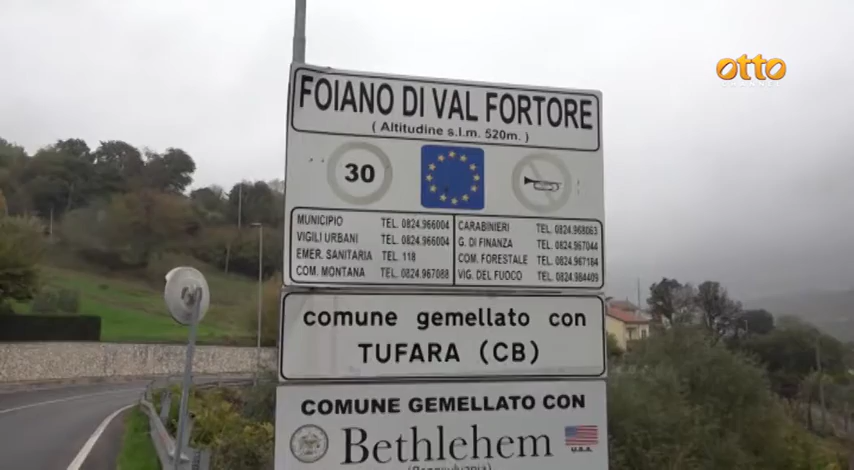 otto
FOIANO DI VAL FORTORE
( Altitudine s.l.m. 520m. )
30
MUNICIPIO TEL. 0824.966004
VIGILI URBANI TEL. 0824.966004
EMER. SANITARIA TEL. 118
COM. MONTANA TEL. 0824.967088
CARABINIERI TEL. 0824.968063
G. DI FINANZA TEL. 0824.967044
COM. FORESTALE TEL. 0824.967184
VIG. DEL FUOCO TEL. 0824.984409
comune gemellato con
TUFARA (CB)
COMUNE GEMELLATO CON
Bethlehem
U.S.A.